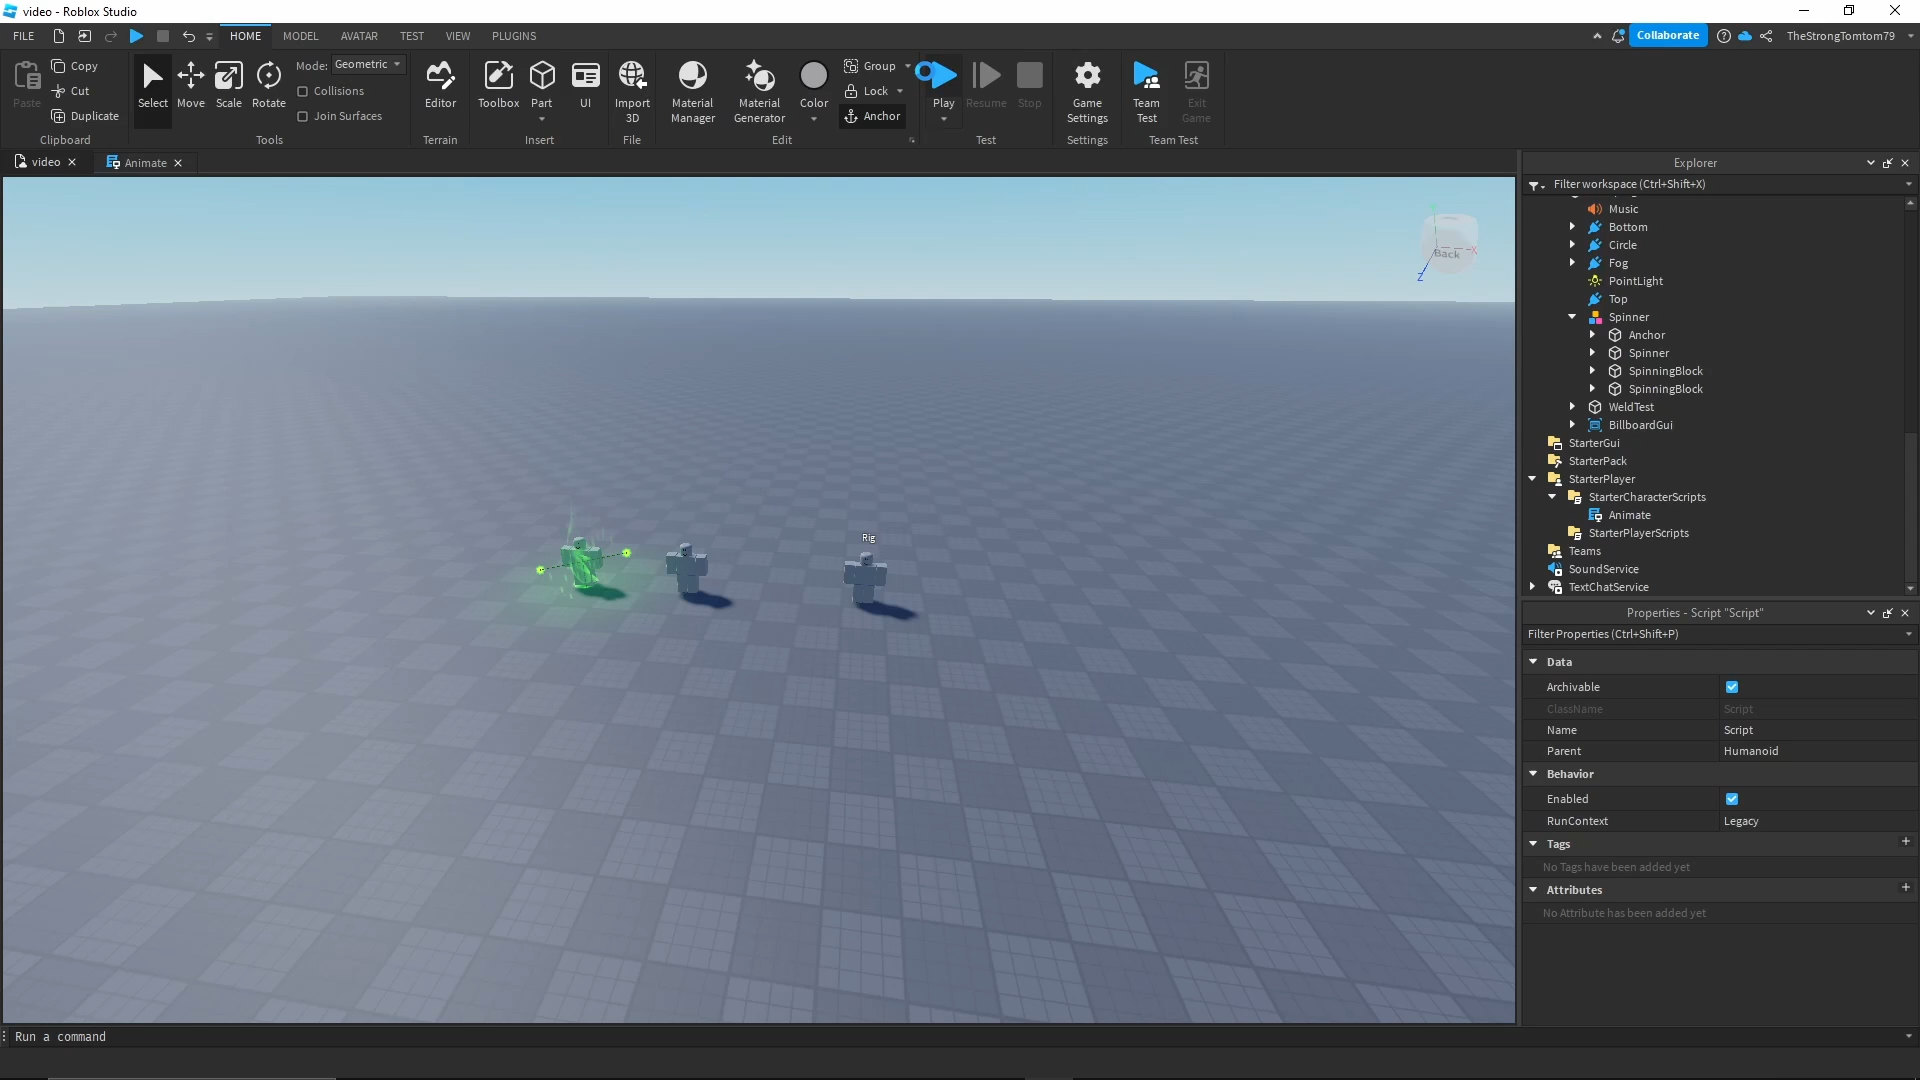 video - Roblox Studio
FILE
HOME
MODEL
AVATAR
TEST
VIEW
PLUGINS
Collaborate
TheStrongTomtom79
Paste
Copy
Cut
Duplicate
Clipboard
Select
Move
Scale
Rotate
Mode:
Geometric
Collisions
Join Surfaces
Tools
Editor
Terrain
Toolbox
Part
UI
Insert
Import
3D
File
Material
Manager
Material
Generator
Color
Group
Lock
Anchor
Edit
Play
Resume
Stop
Test
Game
Settings
Settings
Team
Test
Exit
Game
Team Test
video
Animate
Back
X
Z
Rig
Explorer
Filter workspace (Ctrl+Shift+X)
Music
Bottom
Circle
Fog
PointLight
Top
Spinner
Anchor
Spinner
SpinningBlock
SpinningBlock
WeldTest
BillboardGui
StarterGui
StarterPack
StarterPlayer
StarterCharacterScripts
Animate
StarterPlayerScripts
Teams
SoundService
TextChatService
Properties - Script "Script"
Filter Properties (Ctrl+Shift+P)
Data
Archivable
ClassName Script
Name Script
Parent Humanoid
Behavior
Enabled
RunContext Legacy
Tags
No Tags have been added yet
Attributes
No Attribute has been added yet
Run a command